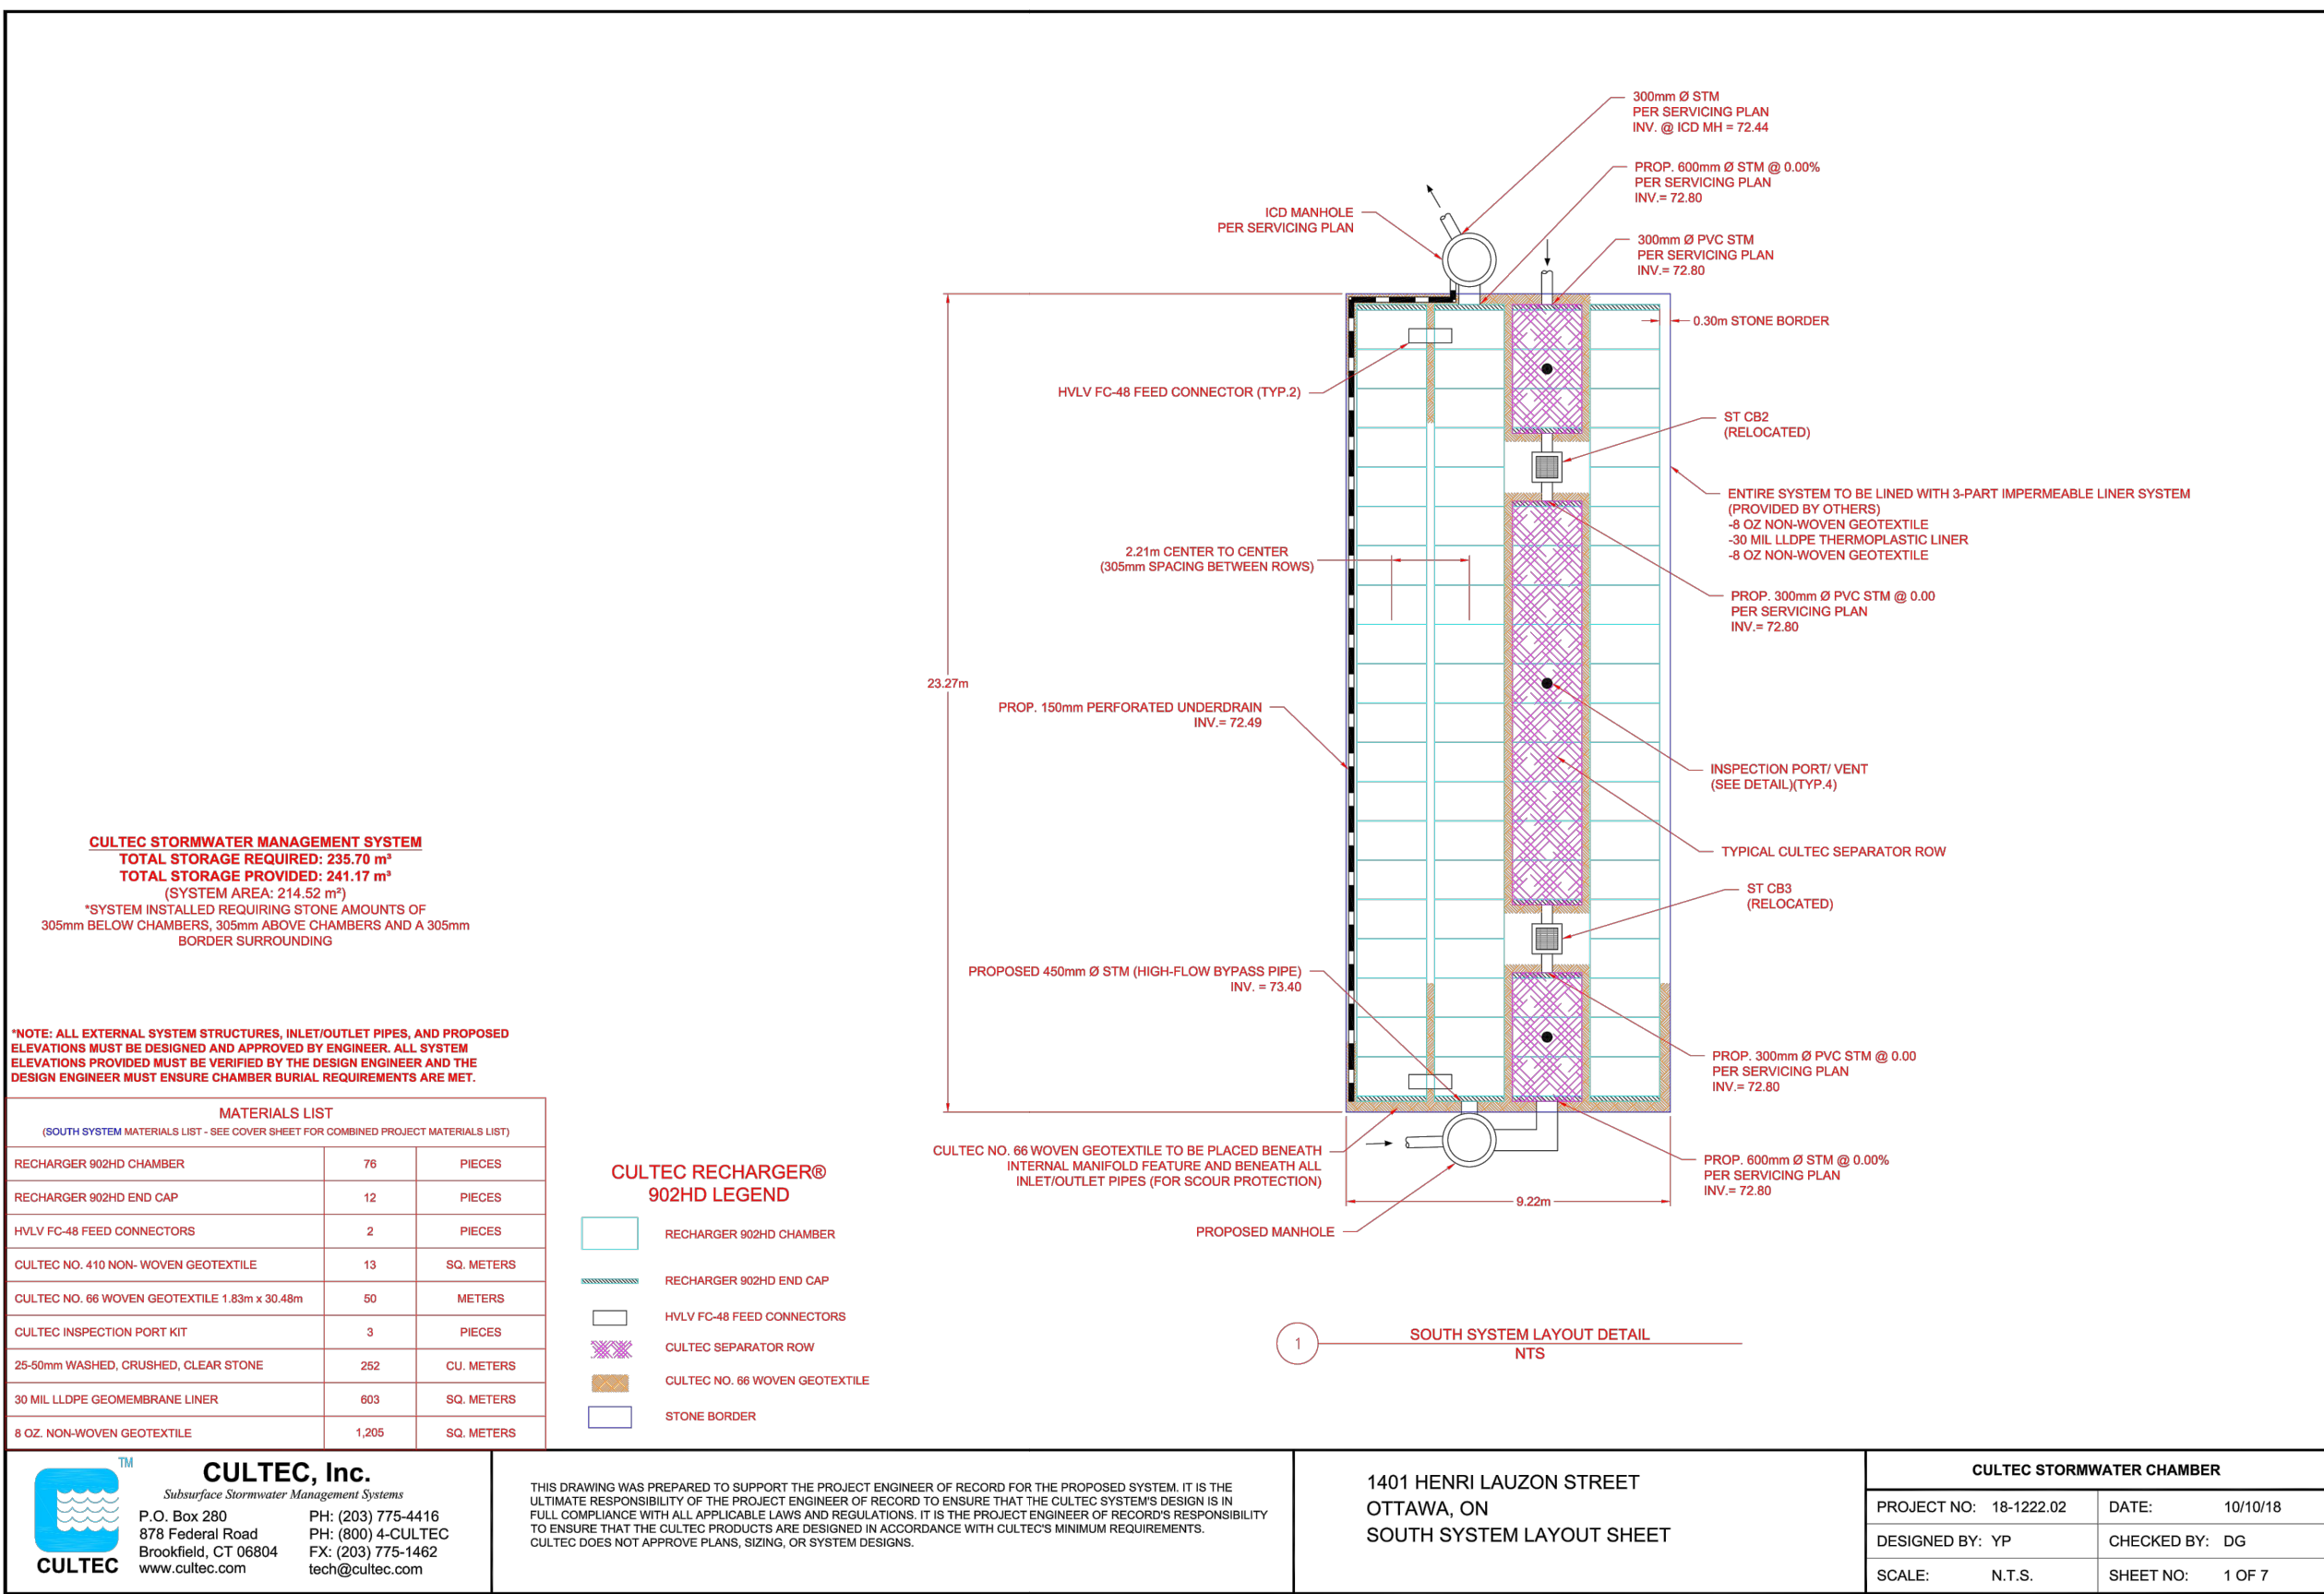 300mm Ø STM
PER SERVICING PLAN
INV. @ ICD MH = 72.44
PROP. 600mm Ø STM @ 0.00%
PER SERVICING PLAN
INV.= 72.80
ICD MANHOLE
PER SERVICING PLAN
300mm Ø PVC STM
PER SERVICING PLAN
INV.= 72.80
0.30m STONE BORDER
HVLV FC-48 FEED CONNECTOR (TYP.2)
ST CB2
(RELOCATED)
ENTIRE SYSTEM TO BE LINED WITH 3-PART IMPERMEABLE LINER SYSTEM
(PROVIDED BY OTHERS)
-8 OZ NON-WOVEN GEOTEXTILE
-30 MIL LLDPE THERMOPLASTIC LINER
-8 OZ NON-WOVEN GEOTEXTILE
2.21m CENTER TO CENTER
(305mm SPACING BETWEEN ROWS)
PROP. 300mm Ø PVC STM @ 0.00
PER SERVICING PLAN
INV.= 72.80
23.27m
PROP. 150mm PERFORATED UNDERDRAIN
INV.= 72.49
INSPECTION PORT/ VENT
(SEE DETAIL)(TYP.4)
TYPICAL CULTEC SEPARATOR ROW
ST CB3
(RELOCATED)
PROPOSED 450mm Ø STM (HIGH-FLOW BYPASS PIPE)
INV. = 73.40
PROP. 300mm Ø PVC STM @ 0.00
PER SERVICING PLAN
INV.= 72.80
CULTEC NO. 66 WOVEN GEOTEXTILE TO BE PLACED BENEATH
INTERNAL MANIFOLD FEATURE AND BENEATH ALL
INLET/OUTLET PIPES (FOR SCOUR PROTECTION)
PROP. 600mm Ø STM @ 0.00%
PER SERVICING PLAN
INV.= 72.80
9.22m
PROPOSED MANHOLE
1
SOUTH SYSTEM LAYOUT DETAIL
NTS
CULTEC STORMWATER MANAGEMENT SYSTEM
TOTAL STORAGE REQUIRED: 235.70 m³
TOTAL STORAGE PROVIDED: 241.17 m³
(SYSTEM AREA: 214.52 m²)
*SYSTEM INSTALLED REQUIRING STONE AMOUNTS OF
305mm BELOW CHAMBERS, 305mm ABOVE CHAMBERS AND A 305mm
BORDER SURROUNDING
*NOTE: ALL EXTERNAL SYSTEM STRUCTURES, INLET/OUTLET PIPES, AND PROPOSED
ELEVATIONS MUST BE DESIGNED AND APPROVED BY ENGINEER. ALL SYSTEM
ELEVATIONS PROVIDED MUST BE VERIFIED BY THE DESIGN ENGINEER AND THE
DESIGN ENGINEER MUST ENSURE CHAMBER BURIAL REQUIREMENTS ARE MET.
MATERIALS LIST
(SOUTH SYSTEM MATERIALS LIST - SEE COVER SHEET FOR COMBINED PROJECT MATERIALS LIST)
RECHARGER 902HD CHAMBER 76 PIECES
RECHARGER 902HD END CAP 12 PIECES
HVLV FC-48 FEED CONNECTORS 2 PIECES
CULTEC NO. 410 NON- WOVEN GEOTEXTILE 13 SQ. METERS
CULTEC NO. 66 WOVEN GEOTEXTILE 1.83m x 30.48m 50 METERS
CULTEC INSPECTION PORT KIT 3 PIECES
25-50mm WASHED, CRUSHED, CLEAR STONE 252 CU. METERS
30 MIL LLDPE GEOMEMBRANE LINER 603 SQ. METERS
8 OZ. NON-WOVEN GEOTEXTILE 1,205 SQ. METERS
CULTEC RECHARGER®
902HD LEGEND
RECHARGER 902HD CHAMBER
RECHARGER 902HD END CAP
HVLV FC-48 FEED CONNECTORS
CULTEC SEPARATOR ROW
CULTEC NO. 66 WOVEN GEOTEXTILE
STONE BORDER
TM
CULTEC
CULTEC, Inc.
Subsurface Stormwater Management Systems
P.O. Box 280 PH: (203) 775-4416
878 Federal Road PH: (800) 4-CULTEC
Brookfield, CT 06804 FX: (203) 775-1462
www.cultec.com tech@cultec.com
THIS DRAWING WAS PREPARED TO SUPPORT THE PROJECT ENGINEER OF RECORD FOR THE PROPOSED SYSTEM. IT IS THE
ULTIMATE RESPONSIBILITY OF THE PROJECT ENGINEER OF RECORD TO ENSURE THAT THE CULTEC SYSTEM'S DESIGN IS IN
FULL COMPLIANCE WITH ALL APPLICABLE LAWS AND REGULATIONS. IT IS THE PROJECT ENGINEER OF RECORD'S RESPONSIBILITY
TO ENSURE THAT THE CULTEC PRODUCTS ARE DESIGNED IN ACCORDANCE WITH CULTEC'S MINIMUM REQUIREMENTS.
CULTEC DOES NOT APPROVE PLANS, SIZING, OR SYSTEM DESIGNS.
1401 HENRI LAUZON STREET
OTTAWA, ON
SOUTH SYSTEM LAYOUT SHEET
CULTEC STORMWATER CHAMBER
PROJECT NO: 18-1222.02 DATE: 10/10/18
DESIGNED BY: YP CHECKED BY: DG
SCALE: N.T.S. SHEET NO: 1 OF 7